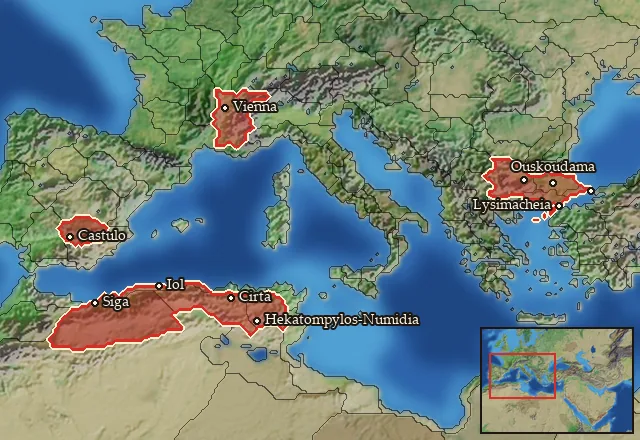 Vienna
Ouskoudama
Lysimacheia
Castulo
Iol
Siga
Cirta
Hekatompylos-Numidia